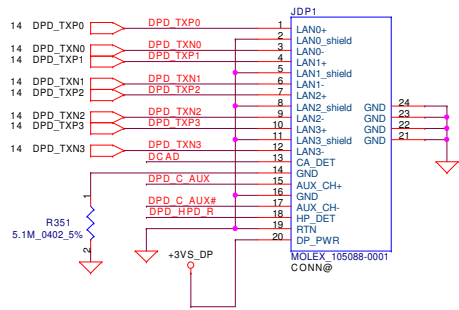 JDP1
14 DPD_TXP0 DPD_TXP0 1 LAN0+
2 LAN0_shield
14 DPD_TXN0 DPD_TXN0 3 LAN0-
14 DPD_TXP1 DPD_TXP1 4 LAN1+
5 LAN1_shield
14 DPD_TXN1 DPD_TXN1 6 LAN1-
14 DPD_TXP2 DPD_TXP2 7 LAN2+
8 LAN2_shield GND 24
14 DPD_TXN2 DPD_TXN2 9 LAN2- GND 23
14 DPD_TXP3 DPD_TXP3 10 LAN3+ GND 22
11 LAN3_shield GND 21
14 DPD_TXN3 DPD_TXN3 12 LAN3-
DCAD 13 CA_DET
14 GND
DPD_C_AUX 15 AUX_CH+
16 GND
DPD_C_AUX# 17 AUX_CH-
DPD_HPD_R 18 HP_DET
19 RTN
20 DP_PWR
1
R351
5.1M_0402_5%
2
+3VS_DP
MOLEX_105088-0001
CONN@